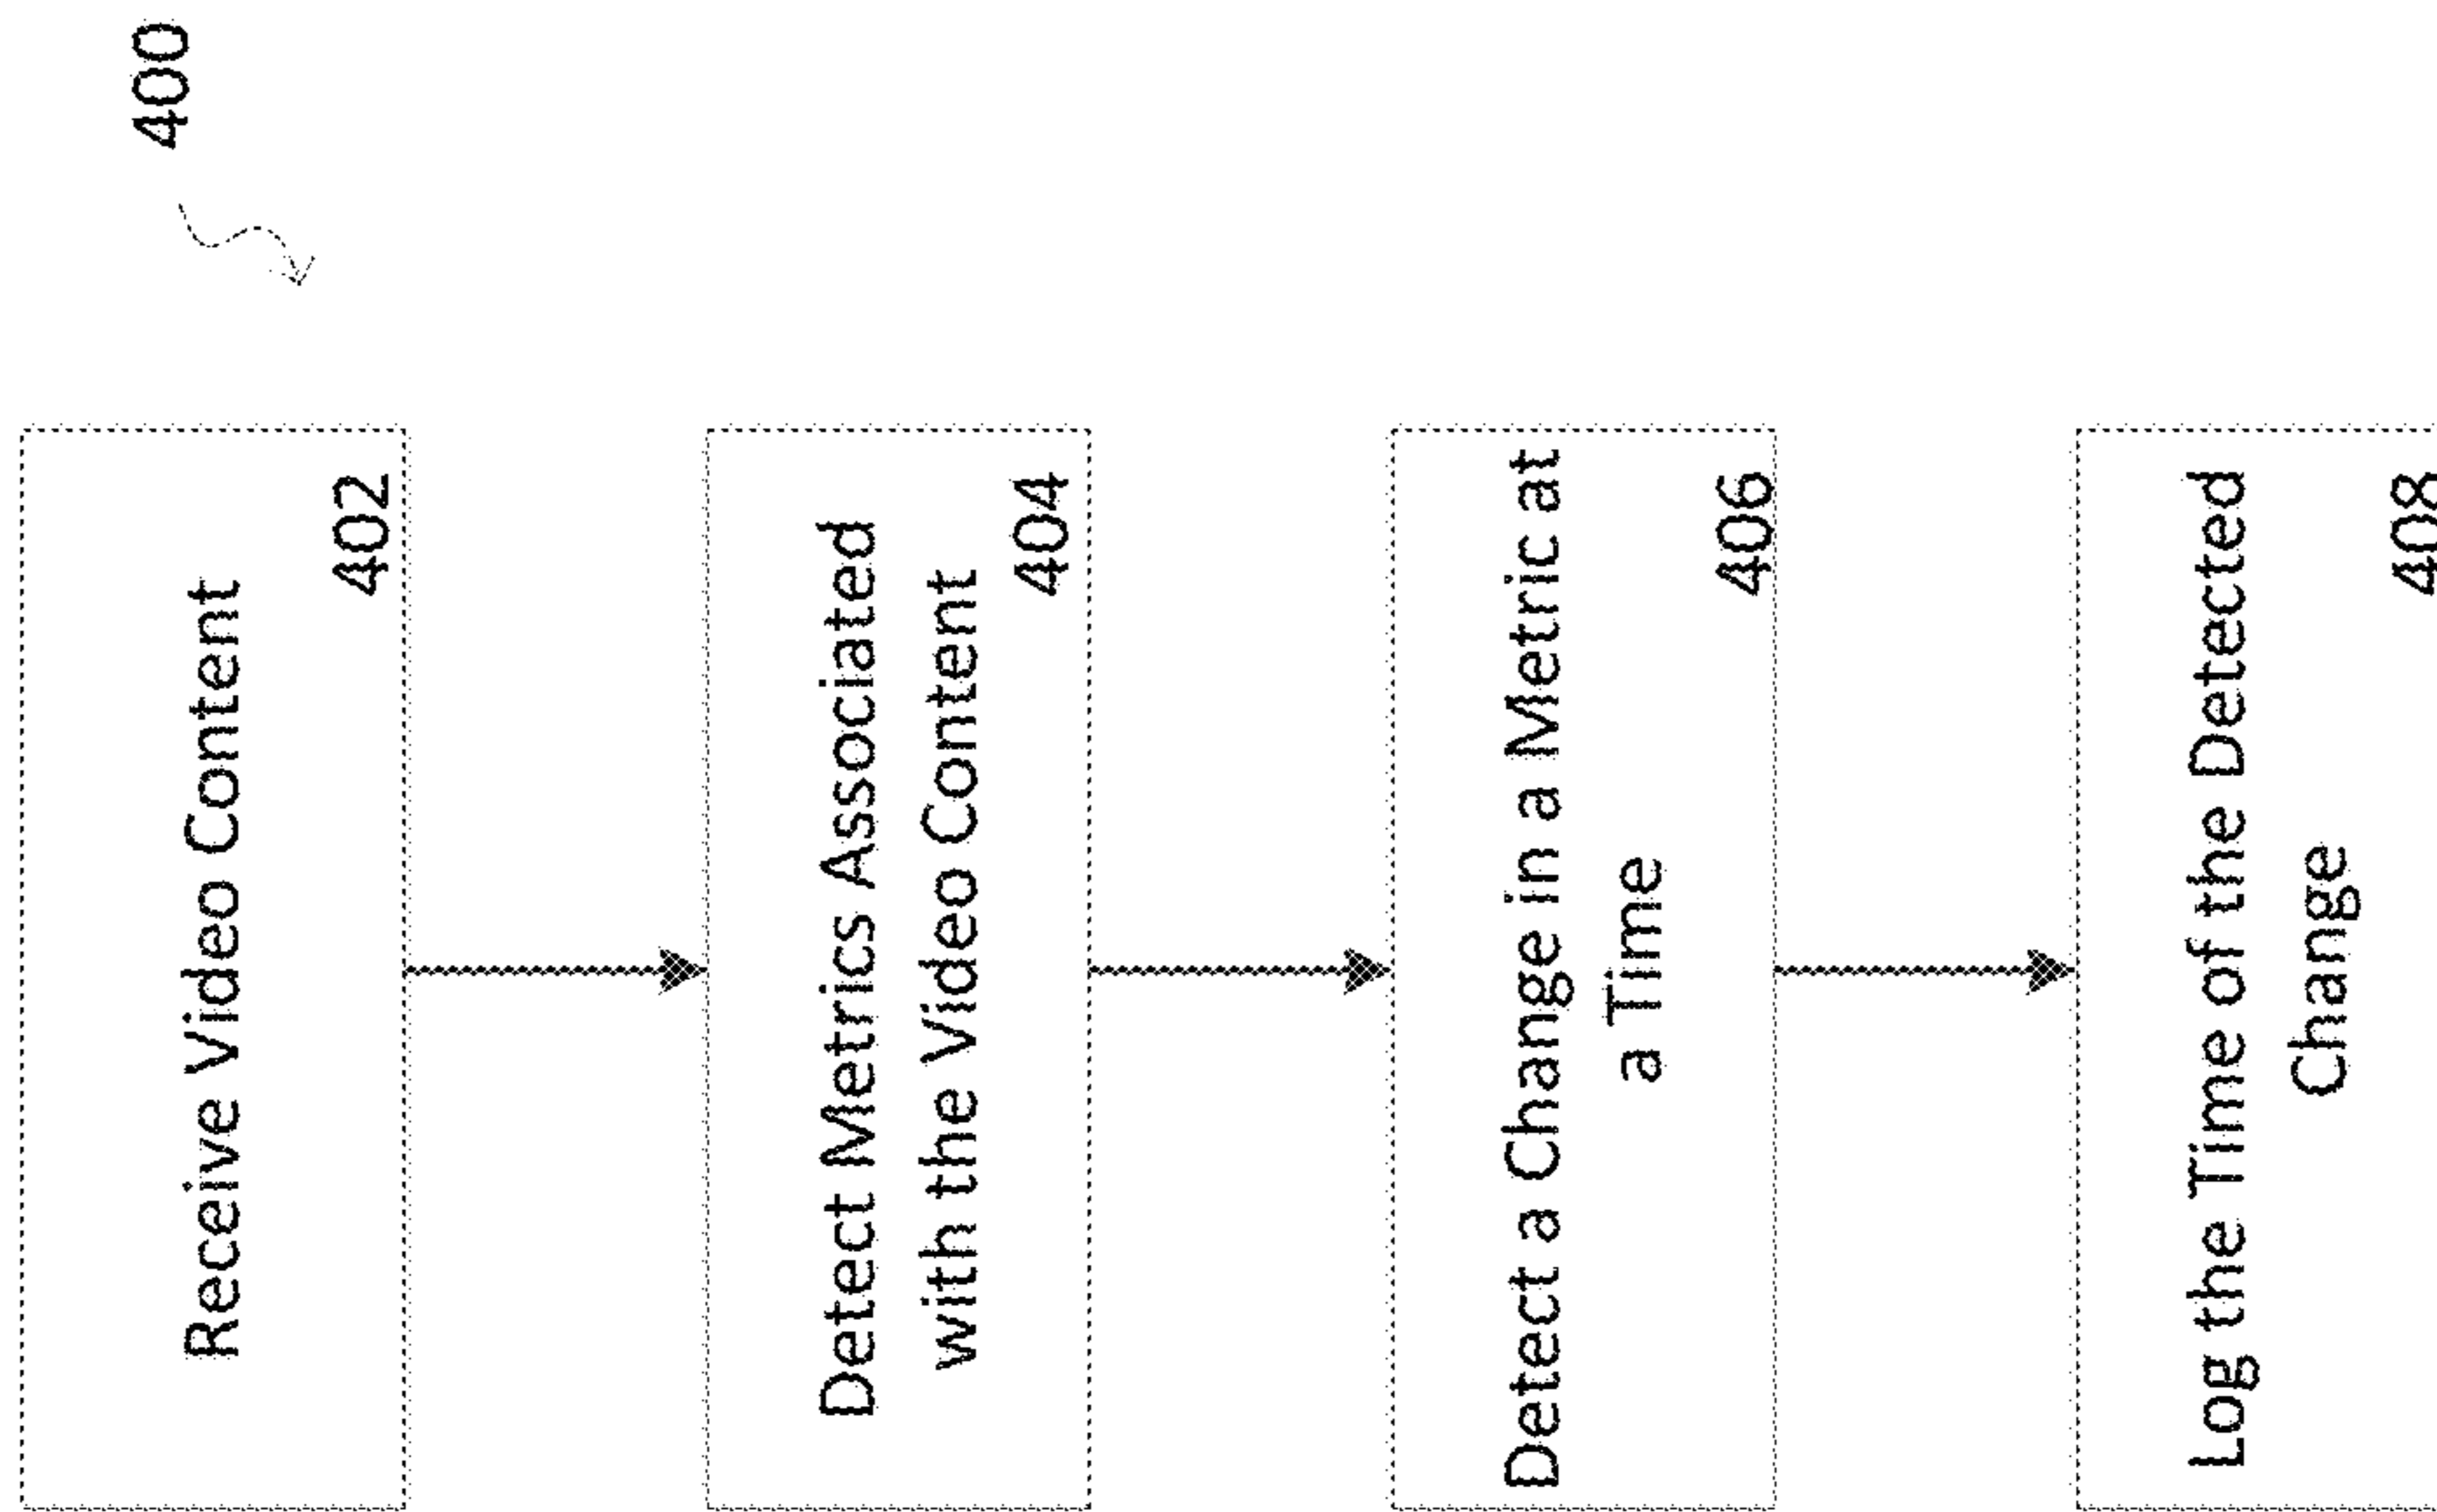 400
Receive Video Content
402
Detect Metrics Associated
with the Video Content
404
Detect a Change in a Metric at
a Time
406
Log the Time of the Detected
Change
408